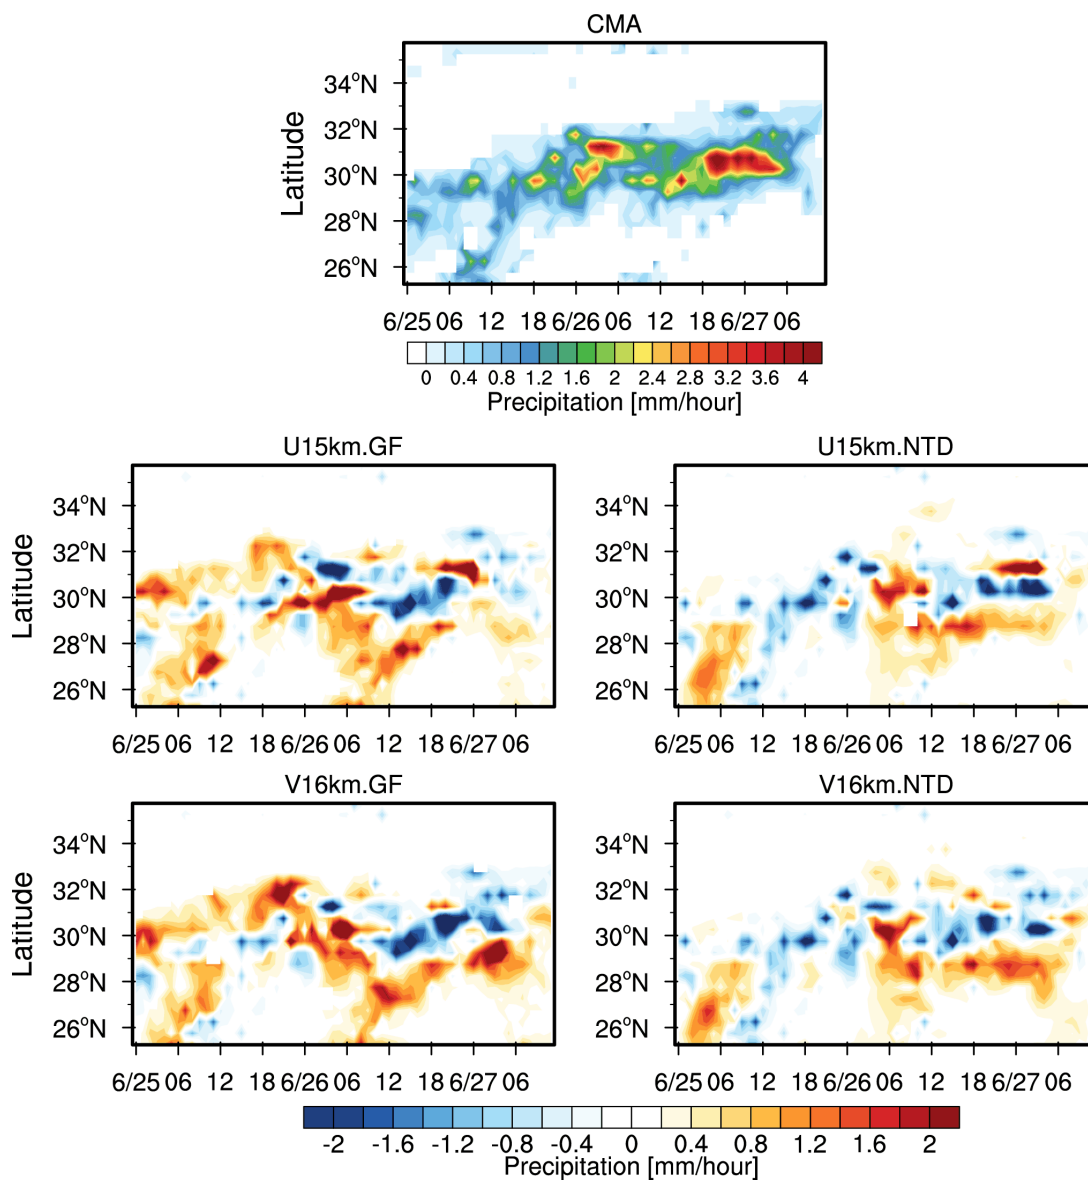 CMA
Latitude
34°N
32°N
30°N
28°N
26°N
6/25 06 12 18 6/26 06 12 18 6/27 06
0 0.4 0.8 1.2 1.6 2 2.4 2.8 3.2 3.6 4
Precipitation [mm/hour]
U15km.GF
Latitude
34°N
32°N
30°N
28°N
26°N
6/25 06 12 18 6/26 06 12 18 6/27 06
U15km.NTD
34°N
32°N
30°N
28°N
26°N
6/25 06 12 18 6/26 06 12 18 6/27 06
V16km.GF
Latitude
34°N
32°N
30°N
28°N
26°N
6/25 06 12 18 6/26 06 12 18 6/27 06
V16km.NTD
34°N
32°N
30°N
28°N
26°N
6/25 06 12 18 6/26 06 12 18 6/27 06
-2 -1.6 -1.2 -0.8 -0.4 0 0.4 0.8 1.2 1.6 2
Precipitation [mm/hour]